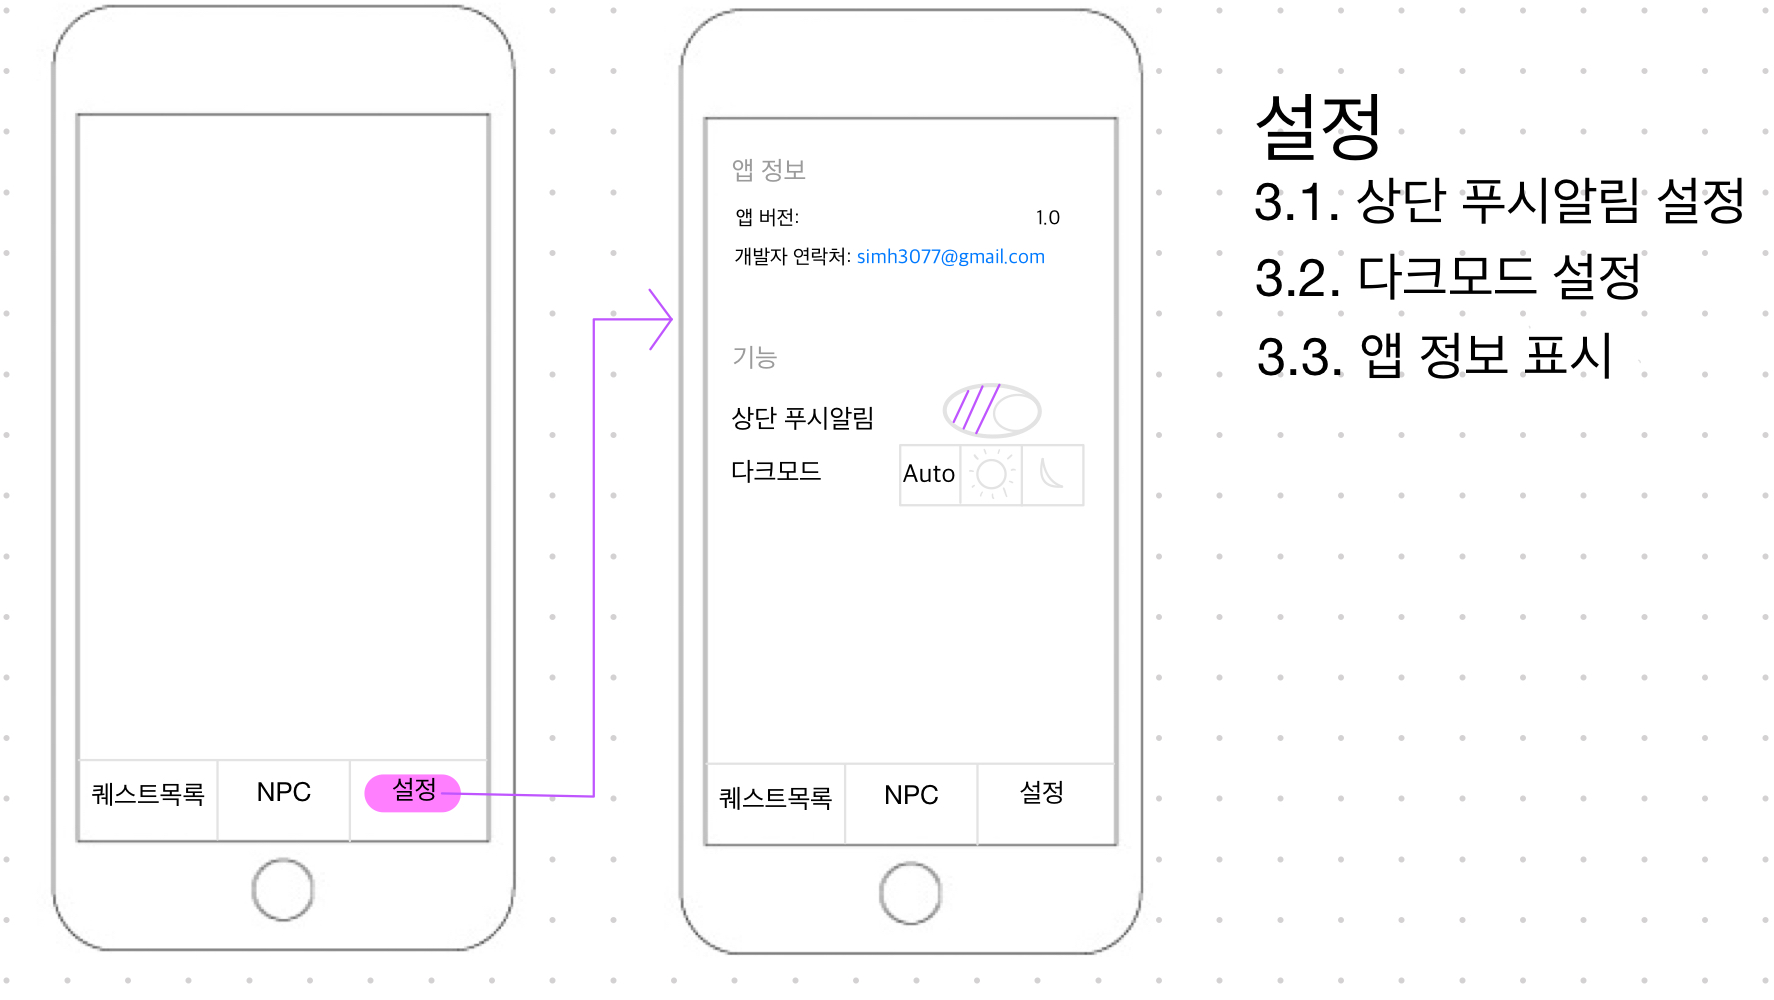 퀘스트목록 NPC 설정
앱 정보
앱 버전: 1.0
개발자 연락처: simh3077@gmail.com
기능
상단 푸시알림
다크모드 Auto
퀘스트목록 NPC 설정
설정
3.1. 상단 푸시알림 설정
3.2. 다크모드 설정
3.3. 앱 정보 표시